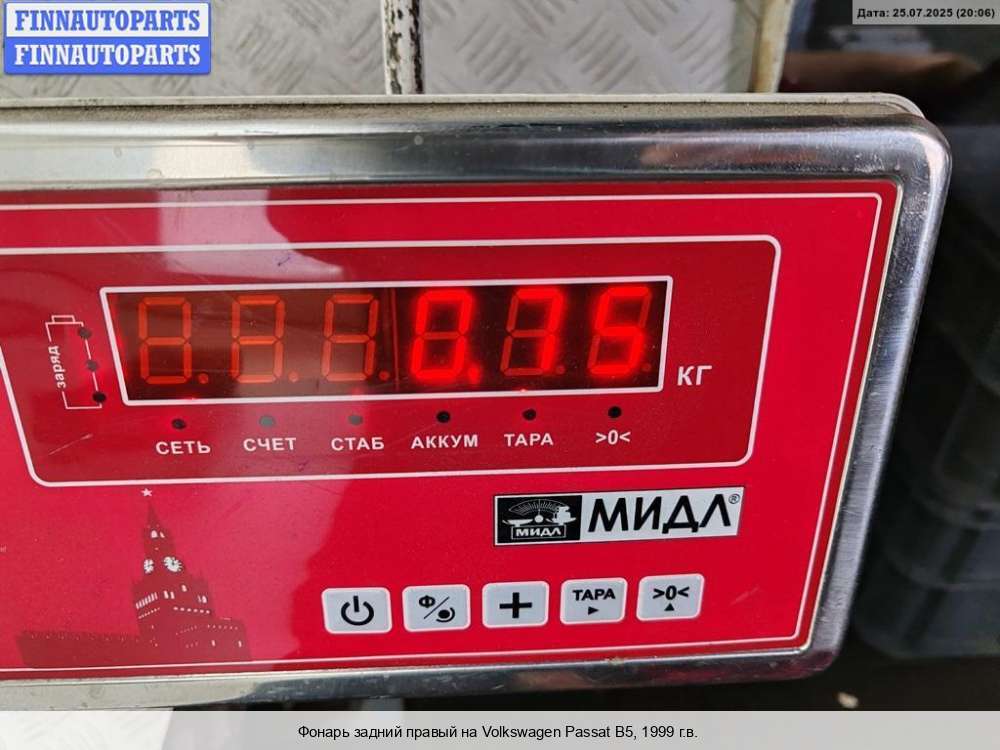 FINNAUTOPARTS
FINNAUTOPARTS
Дата: 25.07.2025 (20:06)
заряд
0.75
КГ
СЕТЬ СЧЕТ СТАБ АККУМ ТАРА >0<
МИДЛ МИДЛ®
Ф ТАРА >0<
Фонарь задний правый на Volkswagen Passat B5, 1999 г.в.